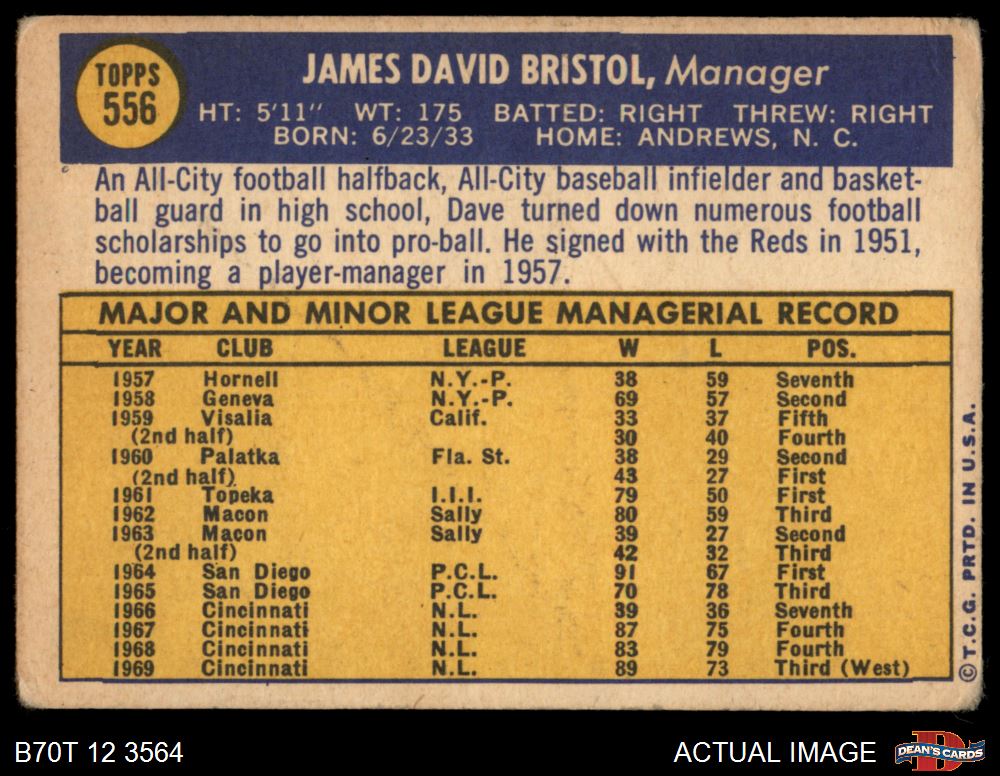 TOPPS
556
JAMES DAVID BRISTOL, Manager
HT: 5'11" WT: 175 BATTED: RIGHT THREW: RIGHT
BORN: 6/23/33 HOME: ANDREWS, N. C.
An All-City football halfback, All-City baseball infielder and basket-
ball guard in high school, Dave turned down numerous football
scholarships to go into pro-ball. He signed with the Reds in 1951,
becoming a player-manager in 1957.
MAJOR AND MINOR LEAGUE MANAGERIAL RECORD
YEAR CLUB LEAGUE W L POS.
1957 Hornell N.Y.-P. 38 59 Seventh
1958 Geneva N.Y.-P. 69 57 Second
1959 Visalia Calif. 33 37 Fifth
(2nd half) 30 40 Fourth
1960 Palatka Fla. St. 38 29 Second
(2nd half) 43 27 First
1961 Topeka I.I.I. 79 50 First
1962 Macon Sally 80 59 Third
1963 Macon Sally 39 27 Second
(2nd half) 42 32 Third
1964 San Diego P.C.L. 91 67 First
1965 San Diego P.C.L. 70 78 Third
1966 Cincinnati N.L. 39 36 Seventh
1967 Cincinnati N.L. 87 75 Fourth
1968 Cincinnati N.L. 83 79 Fourth
1969 Cincinnati N.L. 89 73 Third (West)
©T.C.G. PRTD. IN U.S.A.
B70T 12 3564
ACTUAL IMAGE
DEAN'S CARDS